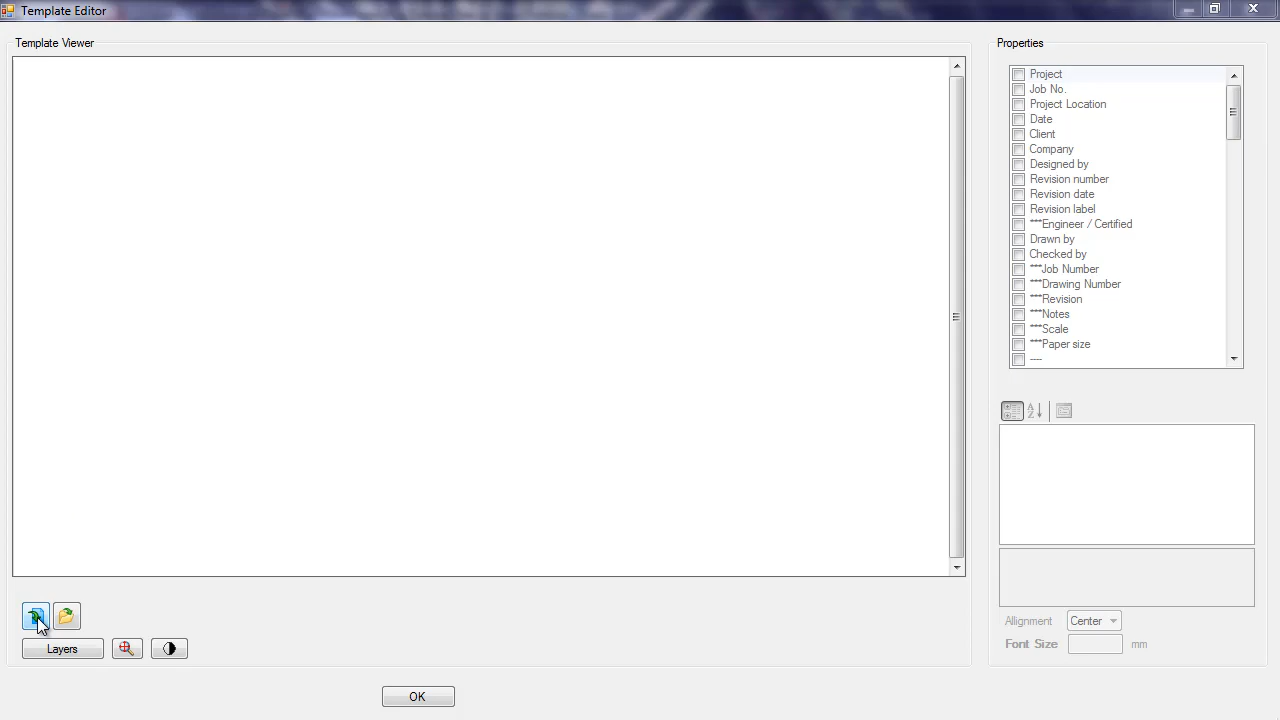 Template Editor
Template Viewer
Properties
Project
Job No.
Project Location
Date
Client
Company
Designed by
Revision number
Revision date
Revision label
***Engineer / Certified
Drawn by
Checked by
***Job Number
***Drawing Number
***Revision
***Notes
***Scale
***Paper size
----
Allignment Center
Font Size mm
Layers
OK